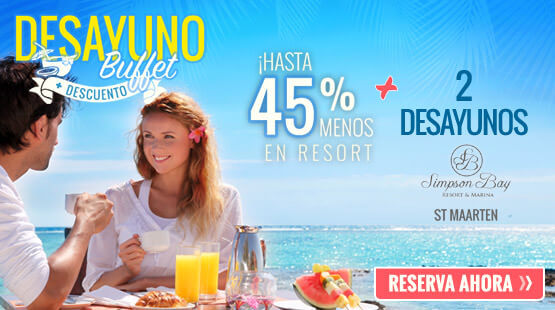 DESAYUNO
Buffet
+ DESCUENTO
¡HASTA
45%
MENOS
EN RESORT
+
2
DESAYUNOS
SB
Simpson Bay
RESORT & MARINA
ST MAARTEN
RESERVA AHORA »